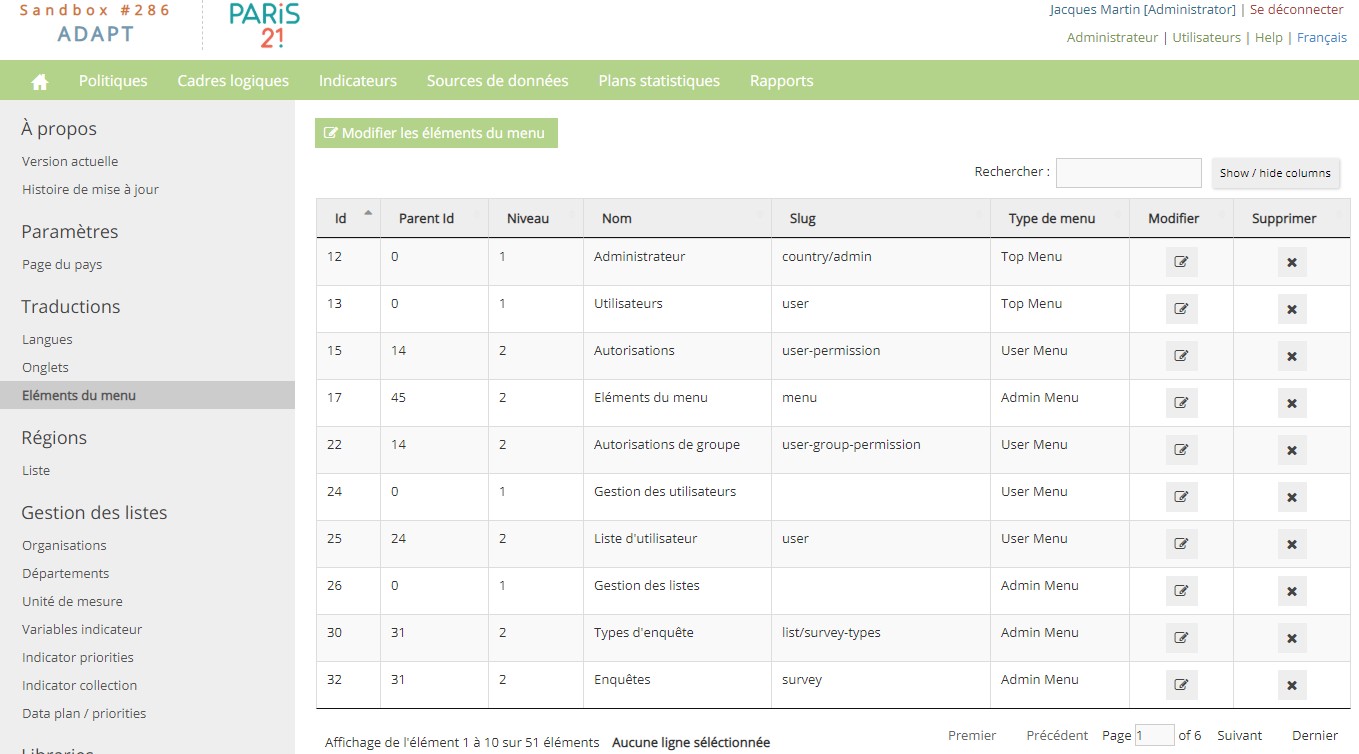 Sandbox #286
ADAPT
PARiS
21
Jacques Martin [Administrator] | Se déconnecter
Administrateur | Utilisateurs | Help | Français
Politiques Cadres logiques Indicateurs Sources de données Plans statistiques Rapports
À propos
Version actuelle
Histoire de mise à jour
Paramètres
Page du pays
Traductions
Langues
Onglets
Eléments du menu
Régions
Liste
Gestion des listes
Organisations
Départements
Unité de mesure
Variables indicateur
Indicator priorities
Indicator collection
Data plan / priorities
Libraries
Modifier les éléments du menu
Rechercher : Show / hide columns
Id Parent Id Niveau Nom Slug Type de menu Modifier Supprimer
12 0 1 Administrateur country/admin Top Menu
13 0 1 Utilisateurs user Top Menu
15 14 2 Autorisations user-permission User Menu
17 45 2 Eléments du menu menu Admin Menu
22 14 2 Autorisations de groupe user-group-permission User Menu
24 0 1 Gestion des utilisateurs User Menu
25 24 2 Liste d'utilisateur user User Menu
26 0 1 Gestion des listes Admin Menu
30 31 2 Types d'enquête list/survey-types Admin Menu
32 31 2 Enquêtes survey Admin Menu
Affichage de l'élément 1 à 10 sur 51 éléments Aucune ligne séléctionnée
Premier Précédent Page 1 of 6 Suivant Dernier